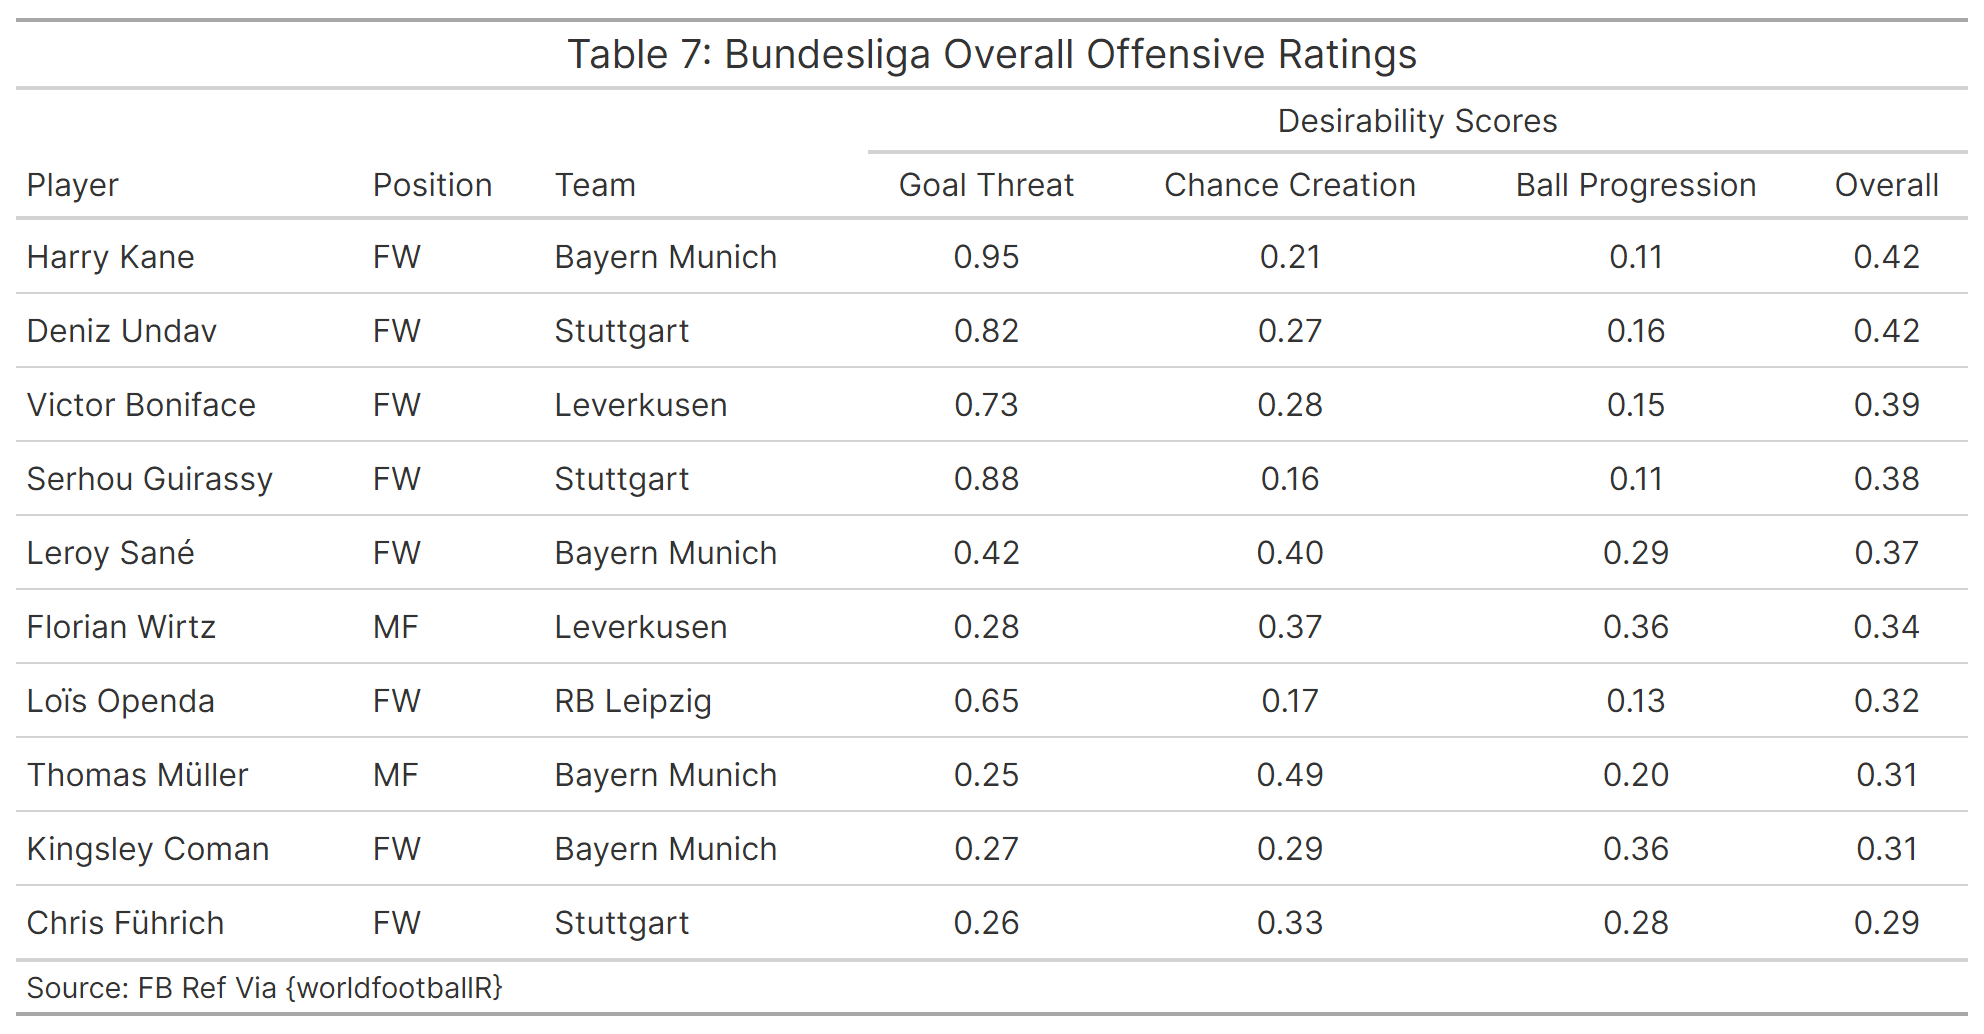 Table 7: Bundesliga Overall Offensive Ratings
Desirability Scores
Player Position Team Goal Threat Chance Creation Ball Progression Overall
Harry Kane FW Bayern Munich 0.95 0.21 0.11 0.42
Deniz Undav FW Stuttgart 0.82 0.27 0.16 0.42
Victor Boniface FW Leverkusen 0.73 0.28 0.15 0.39
Serhou Guirassy FW Stuttgart 0.88 0.16 0.11 0.38
Leroy Sané FW Bayern Munich 0.42 0.40 0.29 0.37
Florian Wirtz MF Leverkusen 0.28 0.37 0.36 0.34
Loïs Openda FW RB Leipzig 0.65 0.17 0.13 0.32
Thomas Müller MF Bayern Munich 0.25 0.49 0.20 0.31
Kingsley Coman FW Bayern Munich 0.27 0.29 0.36 0.31
Chris Führich FW Stuttgart 0.26 0.33 0.28 0.29
Source: FB Ref Via {worldfootballR}